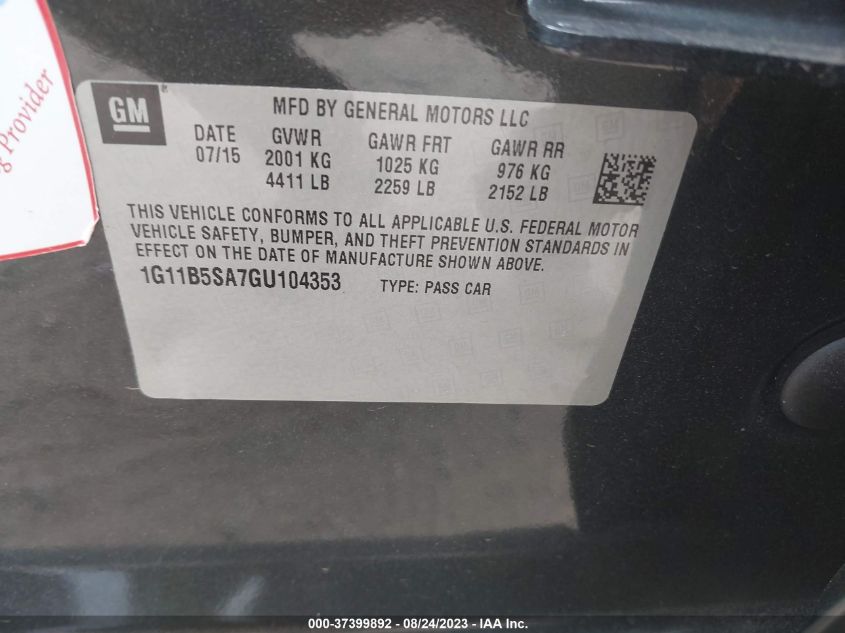 g Provider
GM
MFD BY GENERAL MOTORS LLC
DATE GVWR GAWR FRT GAWR RR
07/15 2001 KG 1025 KG 976 KG
4411 LB 2259 LB 2152 LB
THIS VEHICLE CONFORMS TO ALL APPLICABLE U.S. FEDERAL MOTOR
VEHICLE SAFETY, BUMPER, AND THEFT PREVENTION STANDARDS IN
EFFECT ON THE DATE OF MANUFACTURE SHOWN ABOVE.
1G11B5SA7GU104353 TYPE: PASS CAR
000-37399892 - 08/24/2023 - IAA Inc.